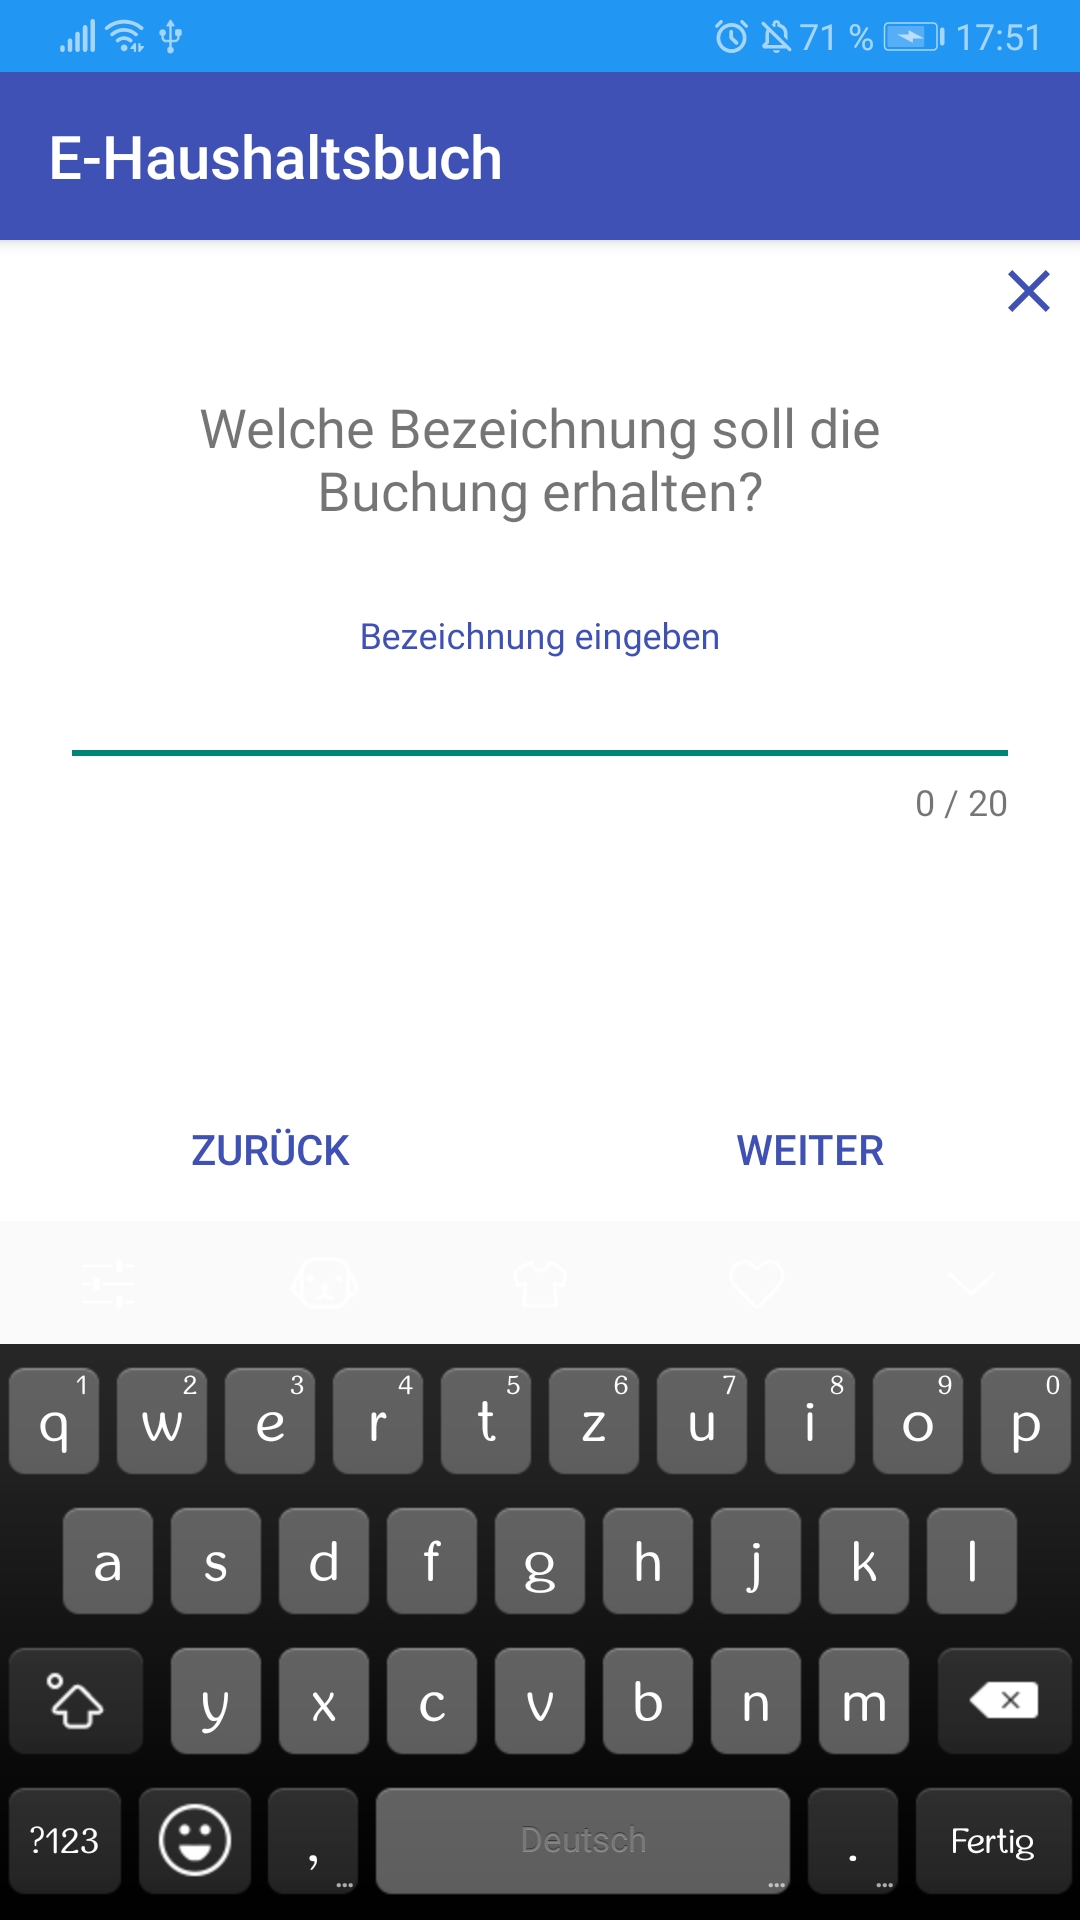 71 % 17:51
E-Haushaltsbuch
Welche Bezeichnung soll die
Buchung erhalten?
Bezeichnung eingeben
0 / 20
ZURÜCK WEITER
1 2 3 4 5 6 7 8 9 0
q w e r t z u i o p
a s d f g h j k l
y x c v b n m
?123 , Deutsch . Fertig